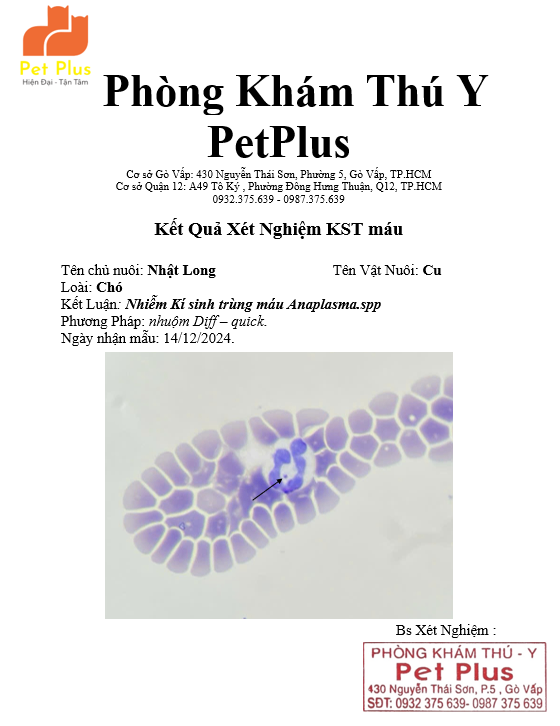 Pet Plus
Hiện Đại - Tận Tâm
Phòng Khám Thú Y
PetPlus
Cơ sở Gò Vấp: 430 Nguyễn Thái Sơn, Phường 5, Gò Vấp, TP.HCM
Cơ sở Quận 12: A49 Tô Ký , Phường Đông Hưng Thuận, Q12, TP.HCM
0932.375.639 - 0987.375.639
Kết Quả Xét Nghiệm KST máu
Tên chủ nuôi: Nhật Long Tên Vật Nuôi: Cu
Loài: Chó
Kết Luận: Nhiễm Kí sinh trùng máu Anaplasma.spp
Phương Pháp: nhuộm Diff – quick.
Ngày nhận mẫu: 14/12/2024.
Bs Xét Nghiệm :
PHÒNG KHÁM THÚ - Y
Pet Plus
430 Nguyễn Thái Sơn, P.5 , Gò Vấp
SĐT: 0932 375 639- 0987 375 639